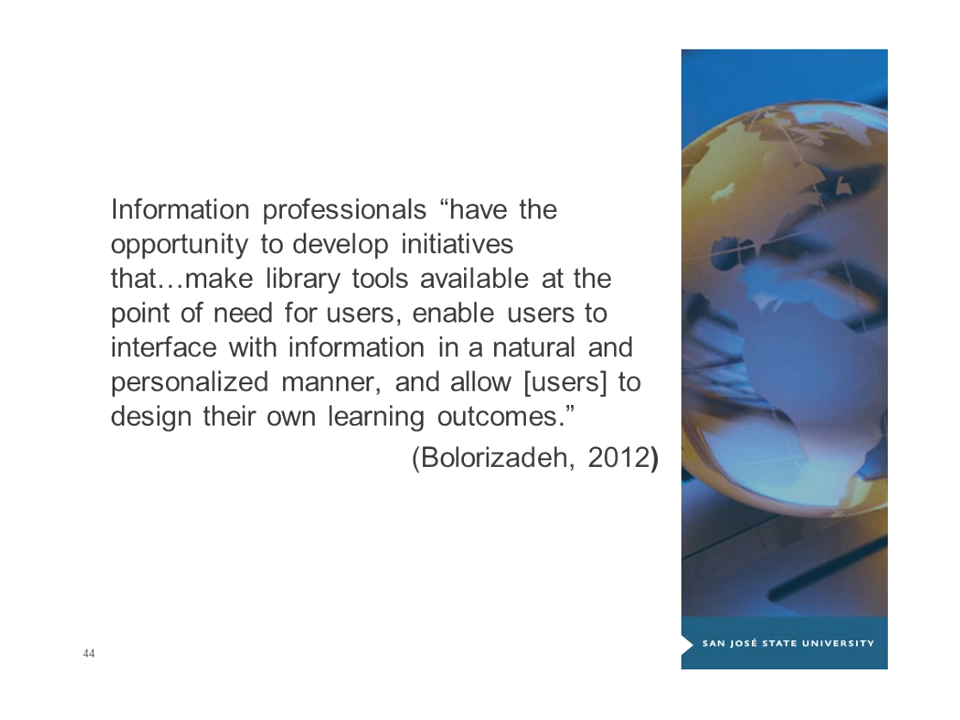 Information professionals “have the
opportunity to develop initiatives
that…make library tools available at the
point of need for users, enable users to
interface with information in a natural and
personalized manner, and allow [users] to
design their own learning outcomes.”
(Bolorizadeh, 2012)
SAN JOSÉ STATE UNIVERSITY
44